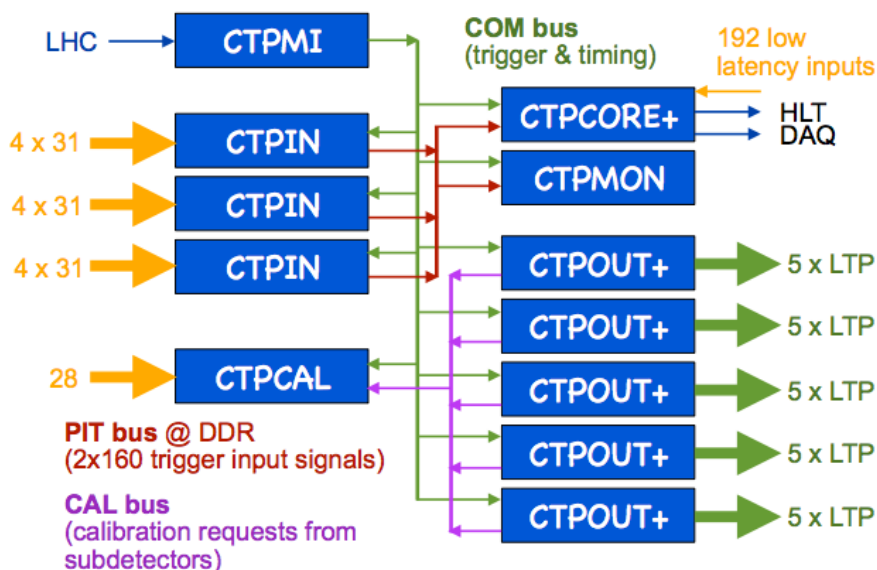 LHC
CTPMI
COM bus
(trigger & timing)
192 low
latency inputs
4 x 31
CTPIN
CTPCORE+
HLT
DAQ
4 x 31
CTPIN
CTPMON
4 x 31
CTPIN
CTPOUT+
5 x LTP
CTPOUT+
5 x LTP
28
CTPCAL
CTPOUT+
5 x LTP
PIT bus @ DDR
(2x160 trigger input signals)
CTPOUT+
5 x LTP
CAL bus
(calibration requests from
subdetectors)
CTPOUT+
5 x LTP